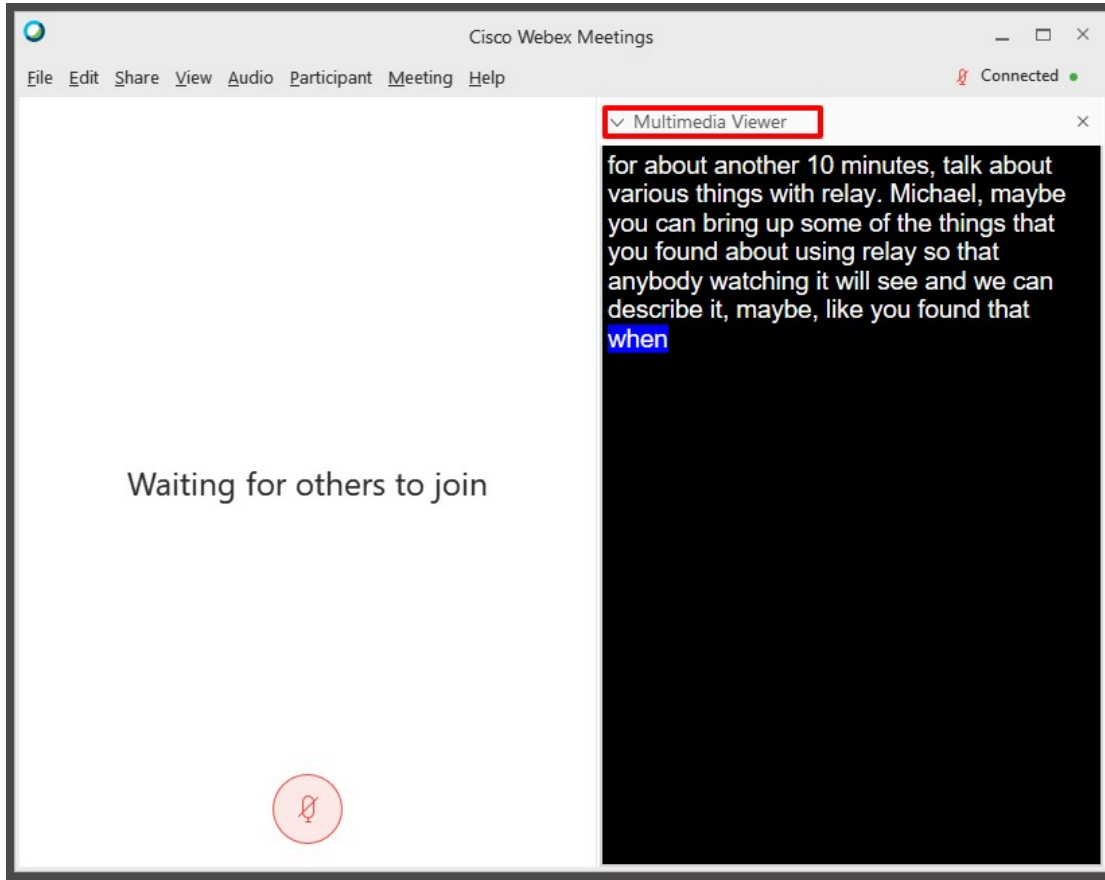 Cisco Webex Meetings
File Edit Share View Audio Participant Meeting Help
Connected
Multimedia Viewer
for about another 10 minutes, talk about
various things with relay. Michael, maybe
you can bring up some of the things that
you found about using relay so that
anybody watching it will see and we can
describe it, maybe, like you found that
when
Waiting for others to join